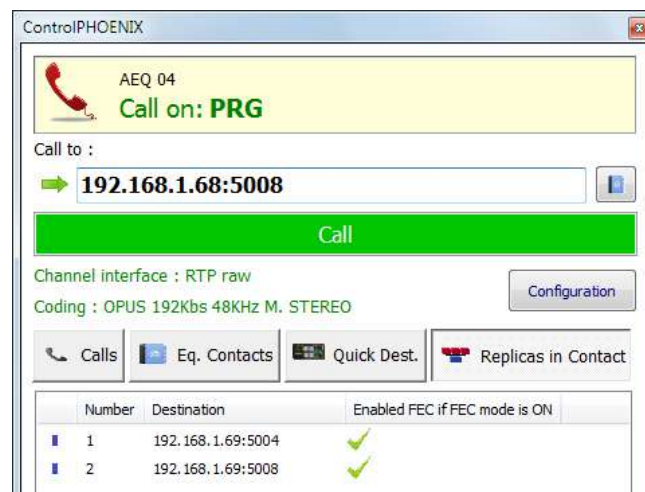 ControlPHOENIX
AEQ 04
Call on: PRG
Call to :
192.168.1.68:5008
Call
Channel interface : RTP raw
Configuration
Coding : OPUS 192Kbs 48KHz M. STEREO
Calls Eq. Contacts Quick Dest. Replicas in Contact
Number Destination Enabled FEC if FEC mode is ON
1 192.168.1.69:5004
2 192.168.1.69:5008